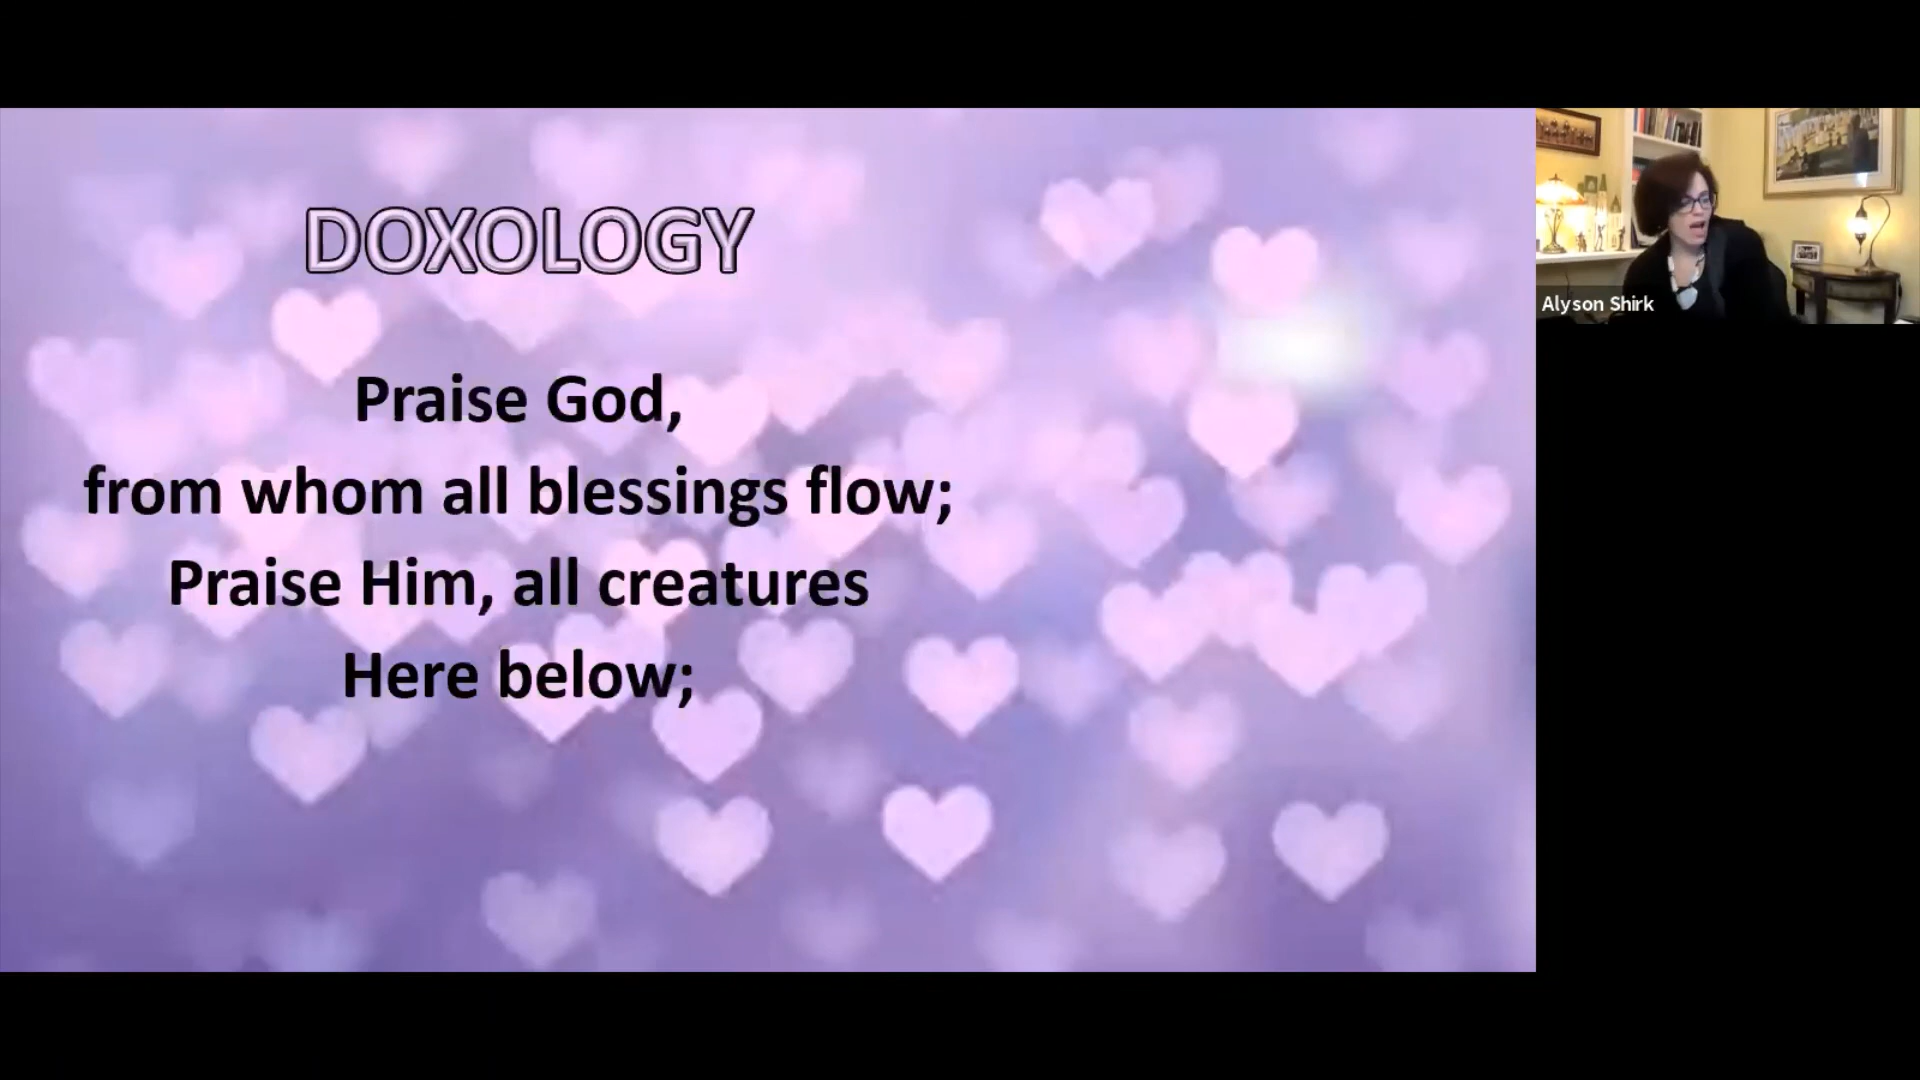 DOXOLOGY
Praise God,
from whom all blessings flow;
Praise Him, all creatures
Here below;
Alyson Shirk